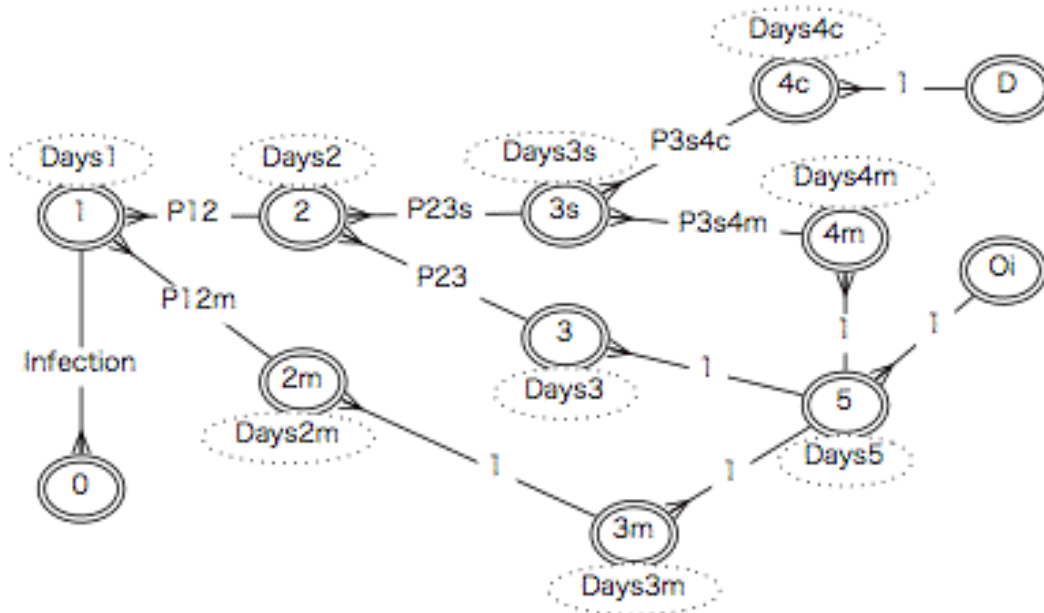 Days4c
4c
1
D
Days1
Days2
Days3s
P3s4c
Days4m
1
P12
2
P23s
3s
P3s4m
4m
Oi
P12m
P23
3
1
1
1
Infection
2m
Days3
5
Days2m
Days5
0
1
1
3m
Days3m